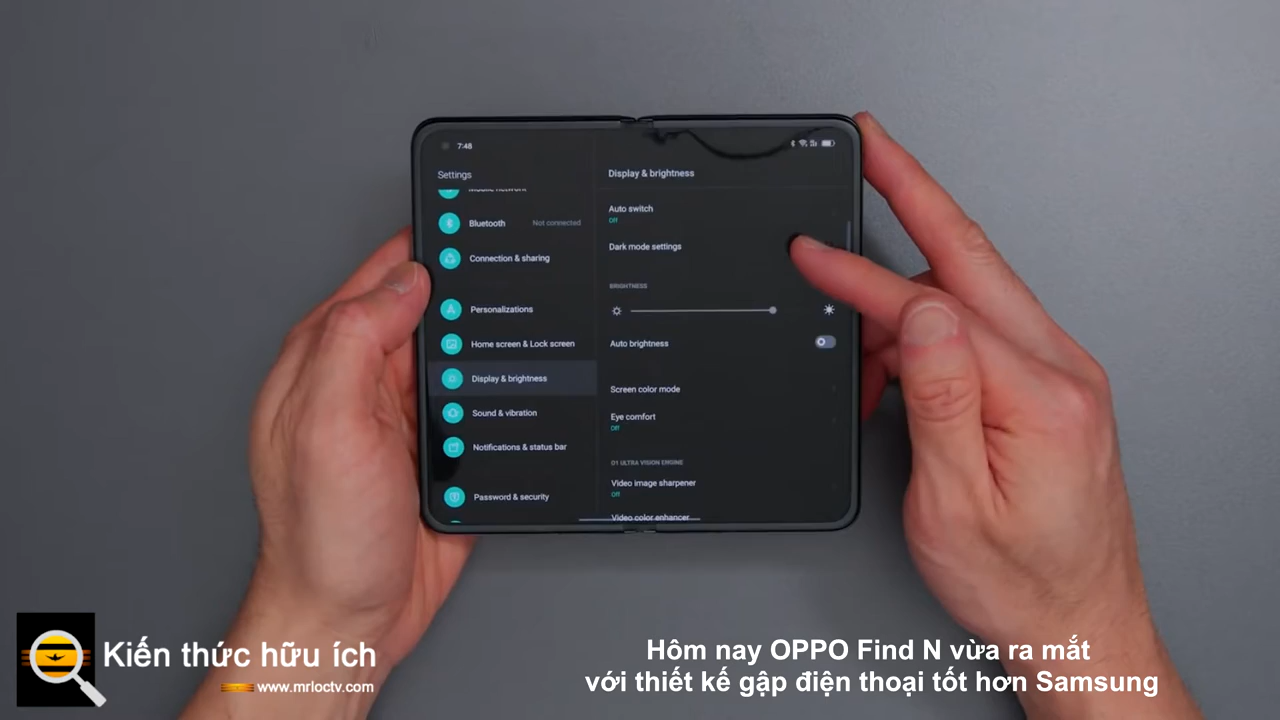 7:48
Settings
Mobile network
Bluetooth Not connected
Connection & sharing
Personalizations
Home screen & Lock screen
Display & brightness
Sound & vibration
Notifications & status bar
Password & security
Display & brightness
Auto switch
Off
Dark mode settings
BRIGHTNESS
Auto brightness
Screen color mode
Eye comfort
Off
O1 ULTRA VISION ENGINE
Video image sharpener
Off
Video color enhancer
Kiến thức hữu ích
www.mrloctv.com
Hôm nay OPPO Find N vừa ra mắt
với thiết kế gập điện thoại tốt hơn Samsung